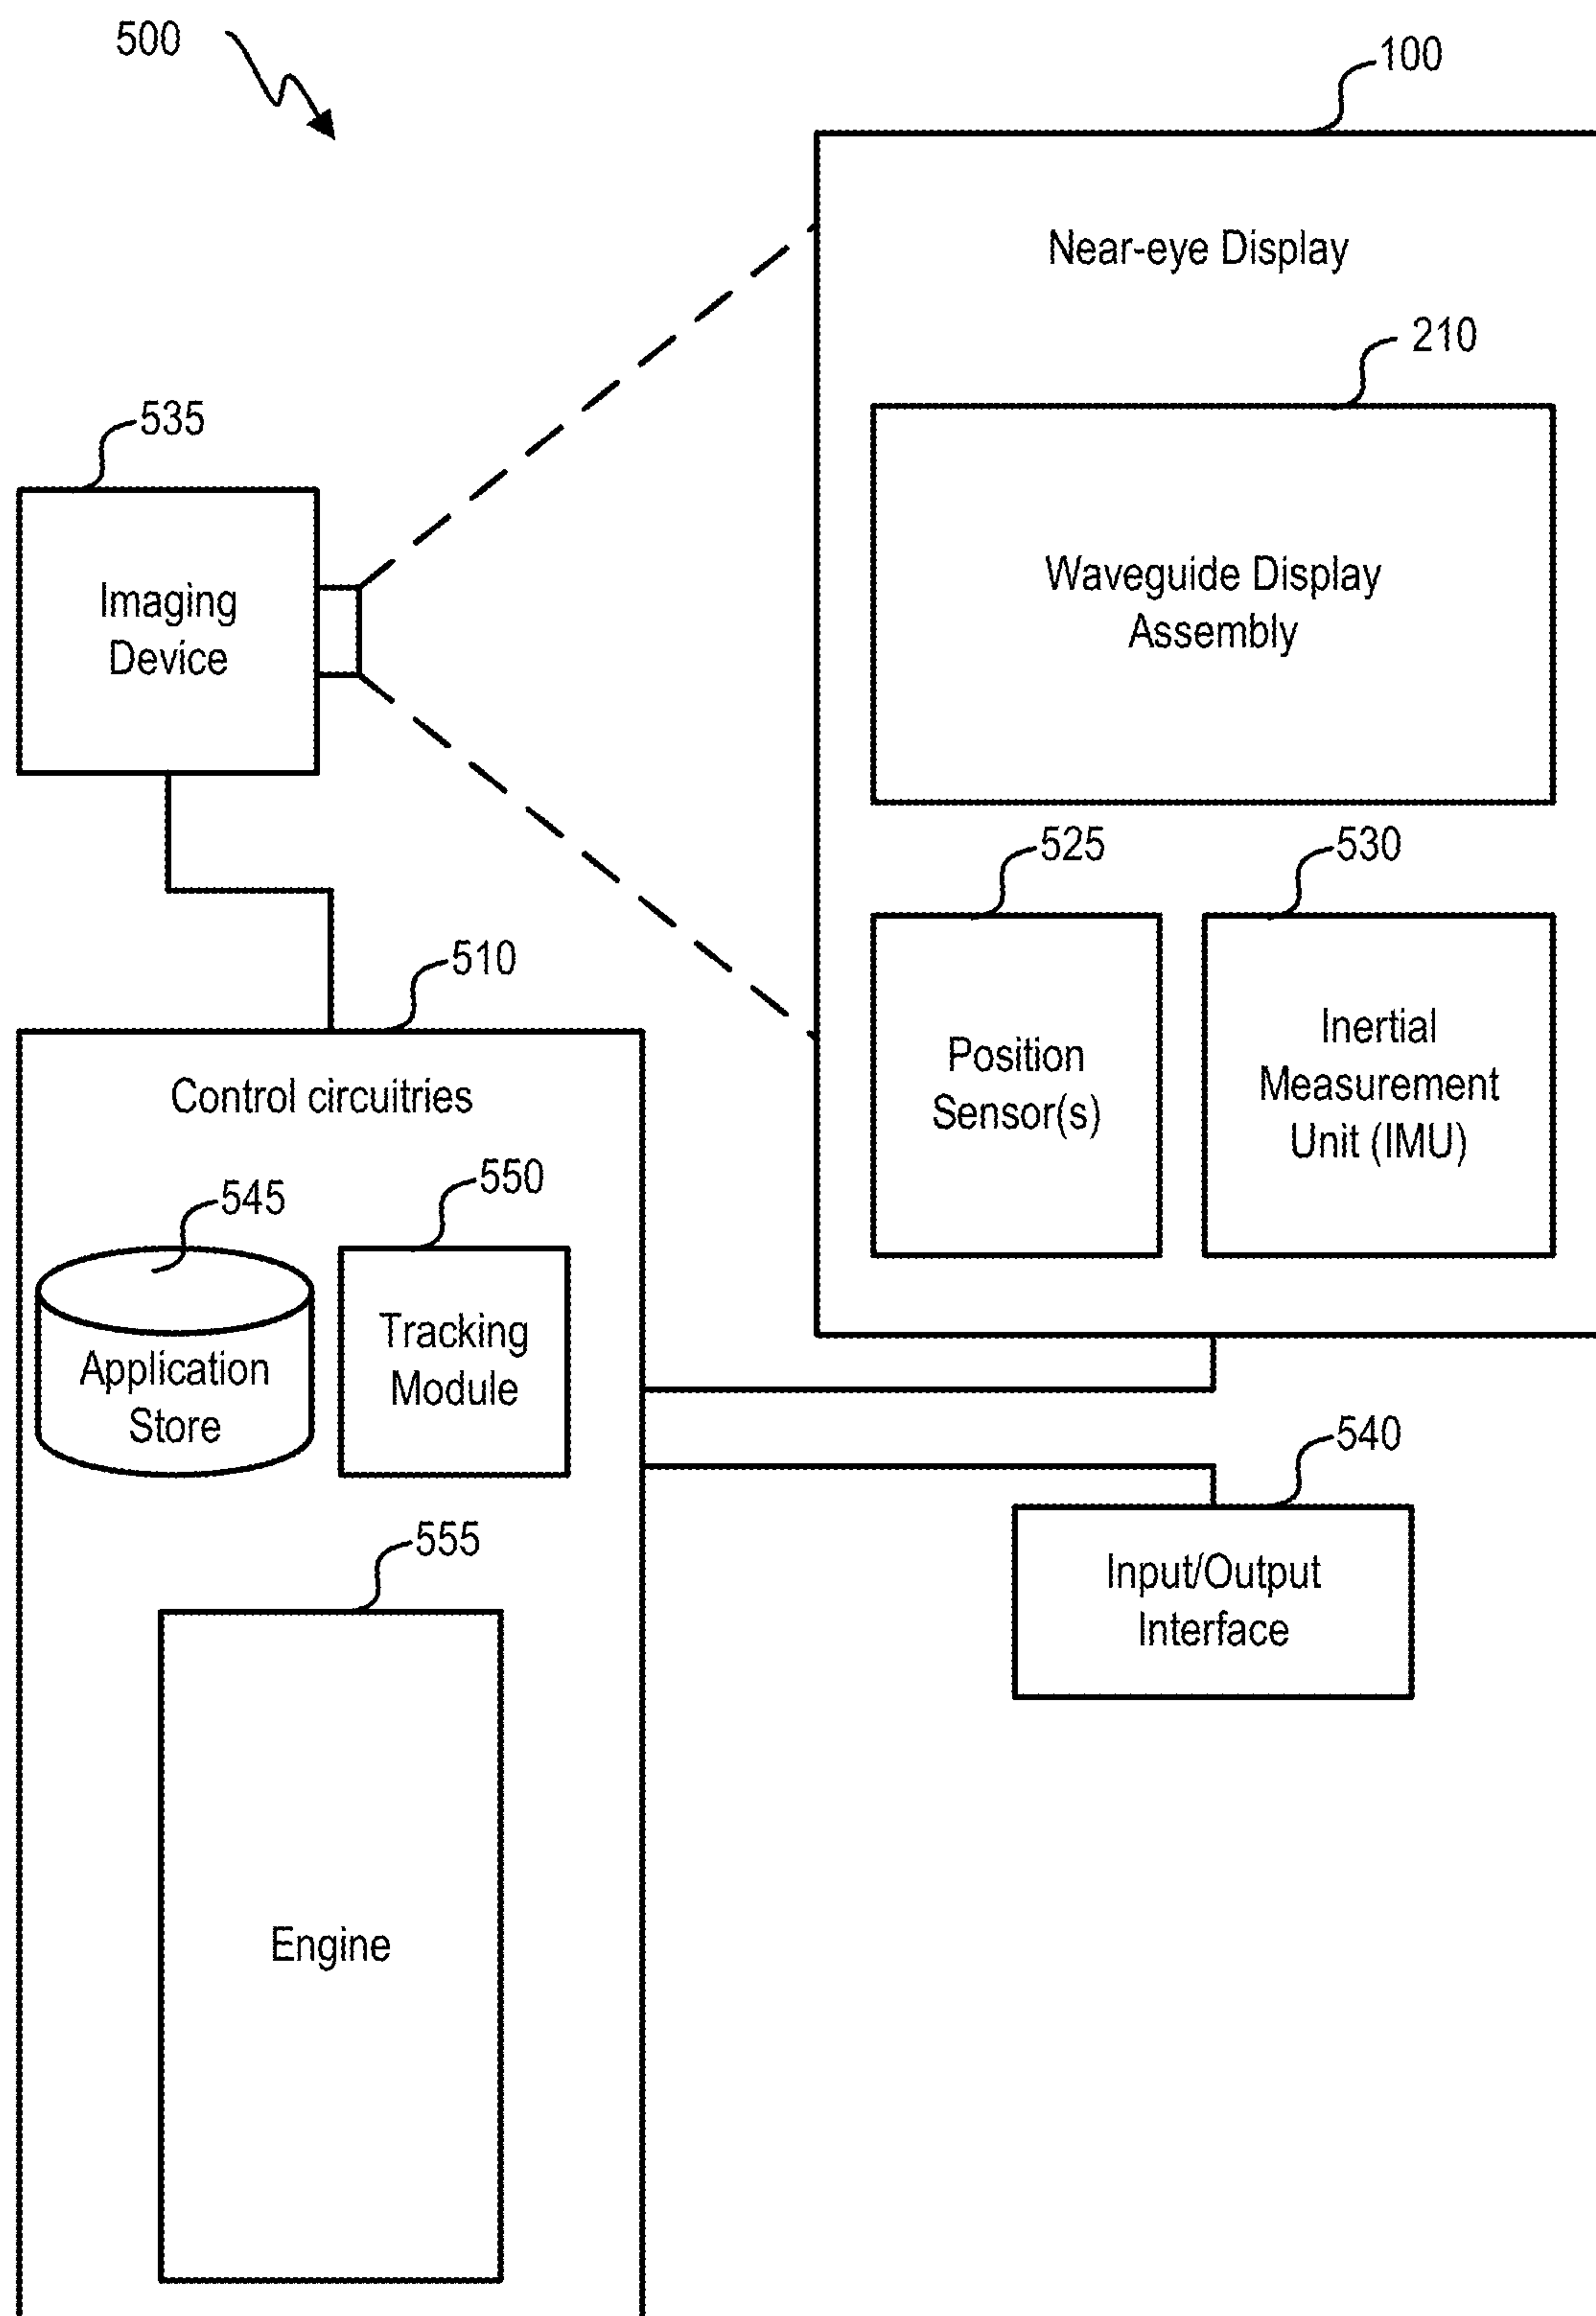 500
100
Near-eye Display
210
Waveguide Display
Assembly
535
Imaging
Device
525
530
Position
Sensor(s)
Inertial
Measurement
Unit (IMU)
510
Control circuitries
545
550
Application
Store
Tracking
Module
540
Input/Output
Interface
555
Engine